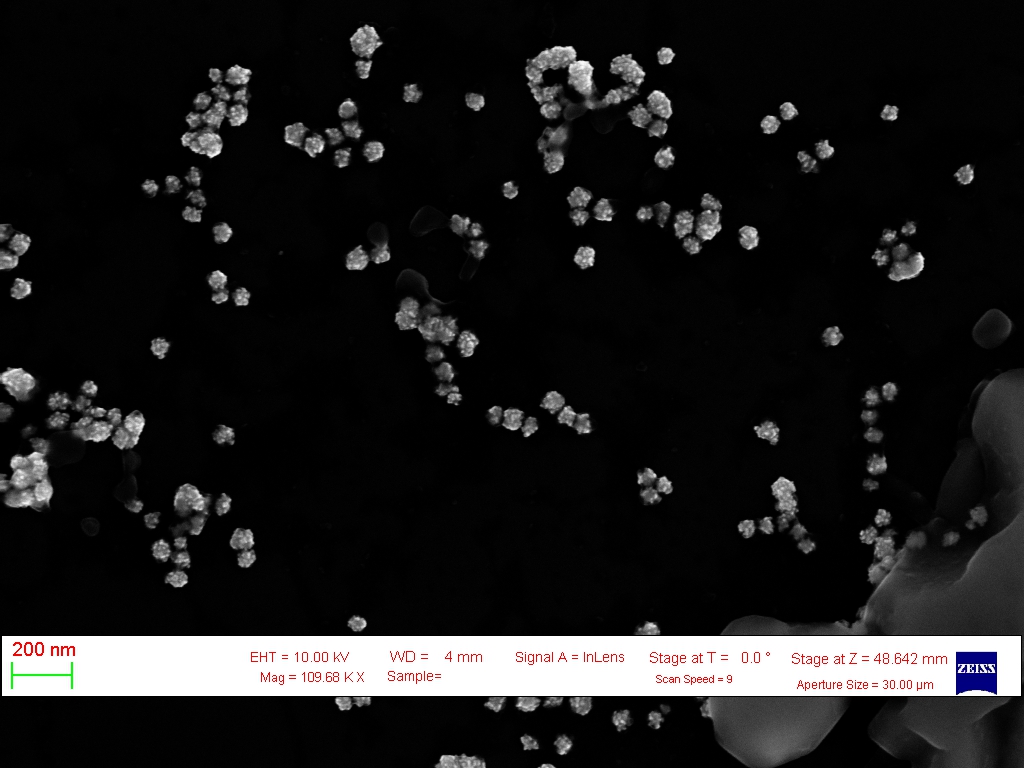 200 nm
EHT = 10.00 kV WD = 4 mm Signal A = InLens Stage at T = 0.0 ° Stage at Z = 48.642 mm
Mag = 109.68 K X Sample= Scan Speed = 9 Aperture Size = 30.00 µm
ZEISS